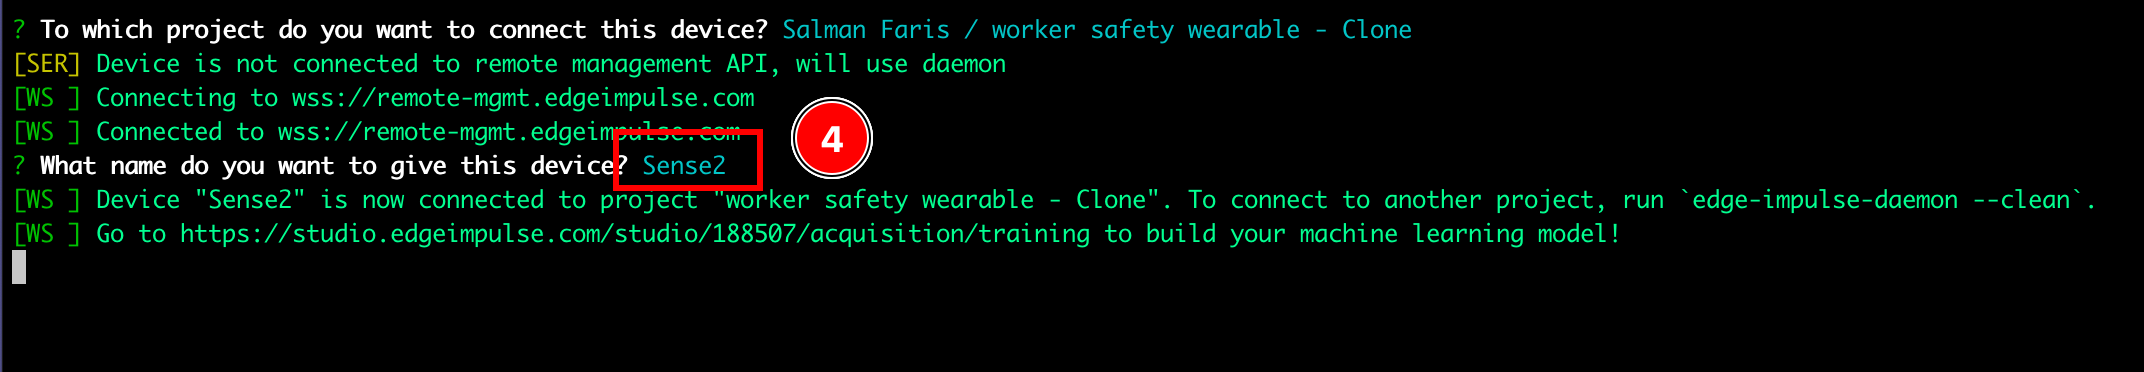 ? To which project do you want to connect this device? Salman Faris / worker safety wearable - Clone
[SER] Device is not connected to remote management API, will use daemon
[WS ] Connecting to wss://remote-mgmt.edgeimpulse.com
[WS ] Connected to wss://remote-mgmt.edgeimpulse.com
4
? What name do you want to give this device? Sense2
[WS ] Device "Sense2" is now connected to project "worker safety wearable - Clone". To connect to another project, run `edge-impulse-daemon --clean`.
[WS ] Go to https://studio.edgeimpulse.com/studio/188507/acquisition/training to build your machine learning model!